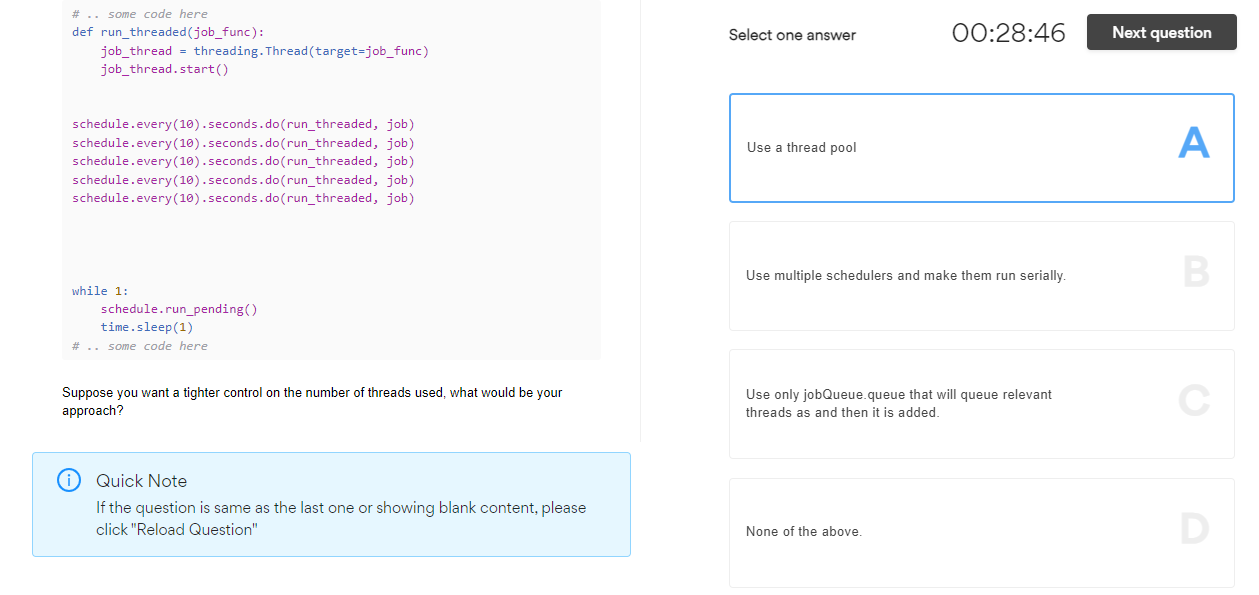 # .. some code here
def run_threaded(job_func):
    job_thread = threading.Thread(target=job_func)
    job_thread.start()
schedule.every(10).seconds.do(run_threaded, job)
schedule.every(10).seconds.do(run_threaded, job)
schedule.every(10).seconds.do(run_threaded, job)
schedule.every(10).seconds.do(run_threaded, job)
schedule.every(10).seconds.do(run_threaded, job)
while 1:
    schedule.run_pending()
    time.sleep(1)
# .. some code here
Suppose you want a tighter control on the number of threads used, what would be your
approach?
Quick Note
If the question is same as the last one or showing blank content, please
click "Reload Question"
Select one answer
00:28:46
Next question
Use a thread pool
A
Use multiple schedulers and make them run serially.
B
Use only jobQueue.queue that will queue relevant
threads as and then it is added.
C
None of the above.
D